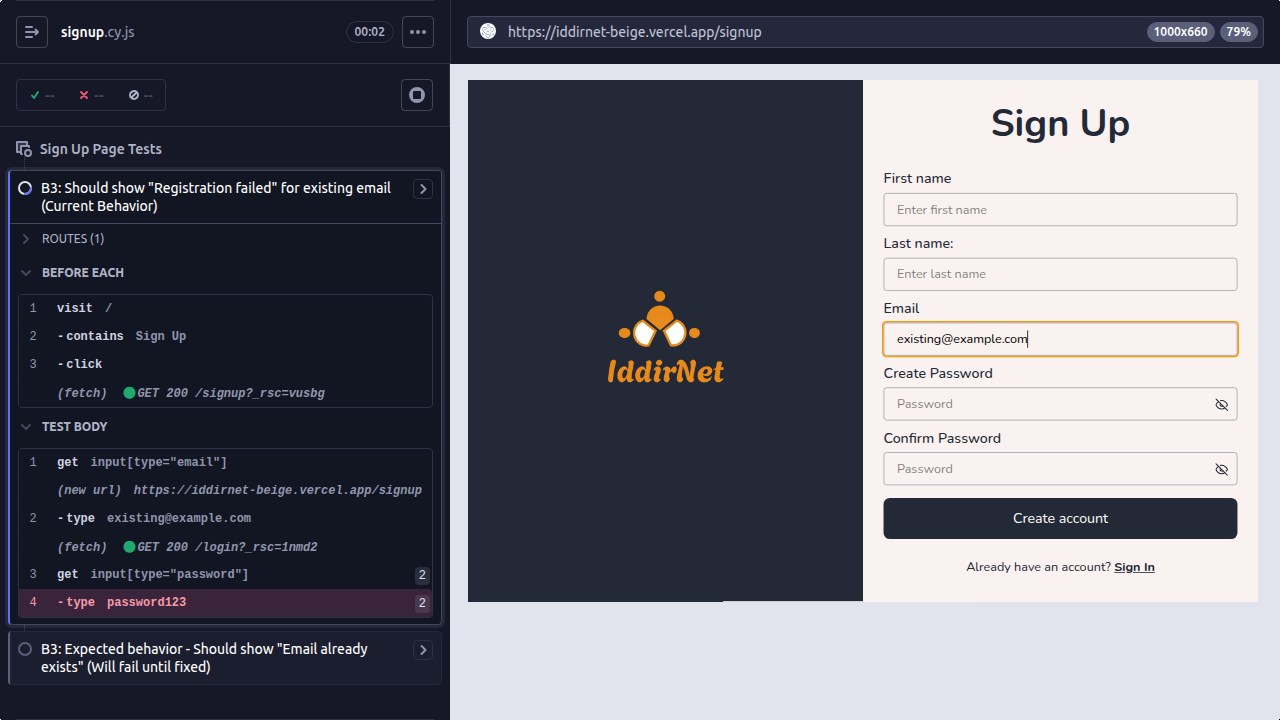 signup.cy.js
00:02
--
--
--
Sign Up Page Tests
B3: Should show "Registration failed" for existing email
(Current Behavior)
ROUTES (1)
BEFORE EACH
1 visit /
2 -contains Sign Up
3 -click
(fetch) GET 200 /signup?_rsc=vusbg
TEST BODY
1 get input[type="email"]
(new url) https://iddirnet-beige.vercel.app/signup
2 -type existing@example.com
(fetch) GET 200 /login?_rsc=1nmd2
3 get input[type="password"] 2
4 -type password123 2
B3: Expected behavior - Should show "Email already
exists" (Will fail until fixed)
https://iddirnet-beige.vercel.app/signup
1000x660
79%
IddirNet
Sign Up
First name
Enter first name
Last name:
Enter last name
Email
existing@example.com
Create Password
Password
Confirm Password
Password
Create account
Already have an account? Sign In